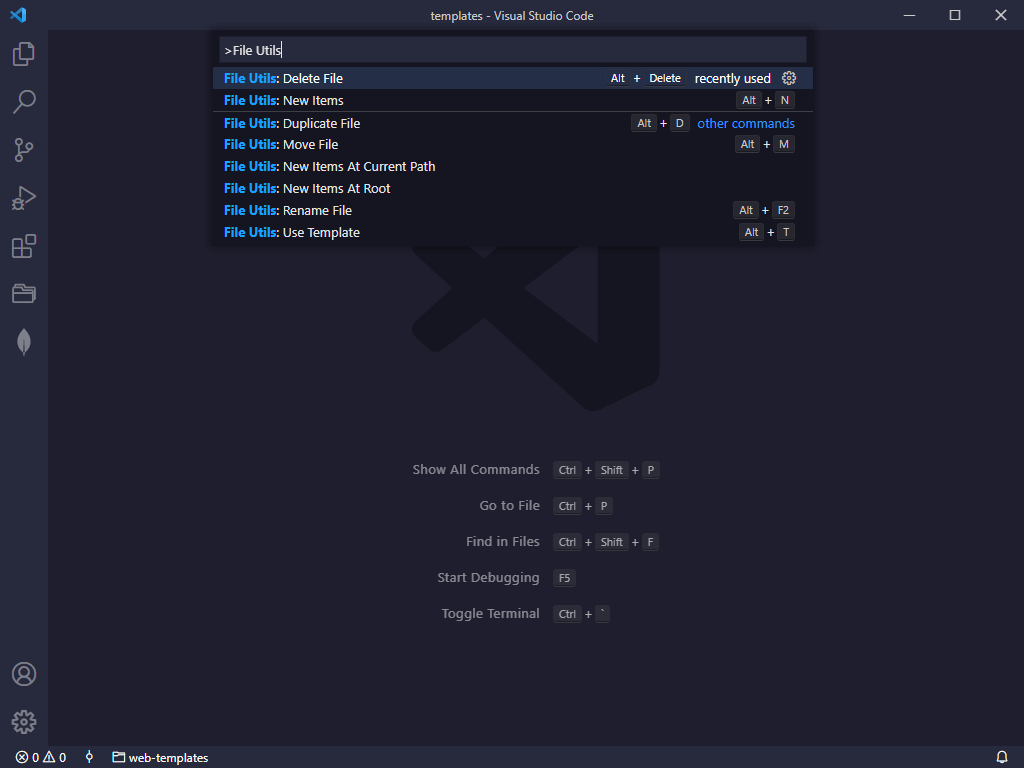 templates - Visual Studio Code
>File Utils
File Utils: Delete File Alt + Delete recently used
File Utils: New Items Alt + N
File Utils: Duplicate File Alt + D other commands
File Utils: Move File Alt + M
File Utils: New Items At Current Path
File Utils: New Items At Root
File Utils: Rename File Alt + F2
File Utils: Use Template Alt + T
Show All Commands Ctrl + Shift + P
Go to File Ctrl + P
Find in Files Ctrl + Shift + F
Start Debugging F5
Toggle Terminal Ctrl + `
0 0 web-templates